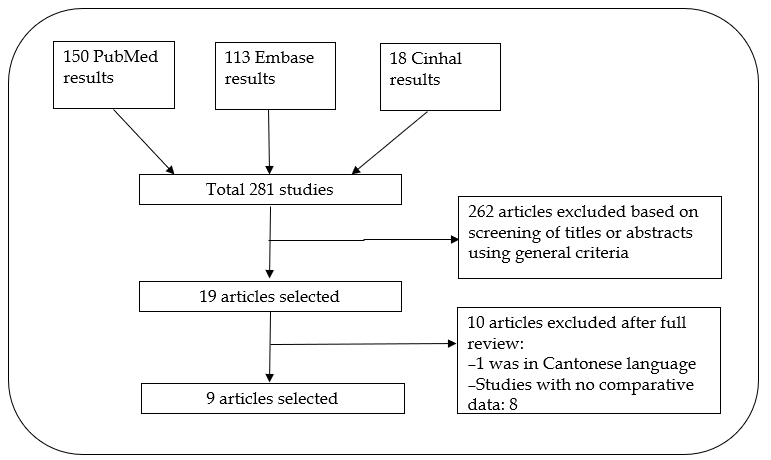 150 PubMed
results
113 Embase
results
18 Cinhal
results
Total 281 studies
262 articles excluded based on
screening of titles or abstracts
using general criteria
19 articles selected
10 articles excluded after full
review:
–1 was in Cantonese language
–Studies with no comparative
data: 8
9 articles selected